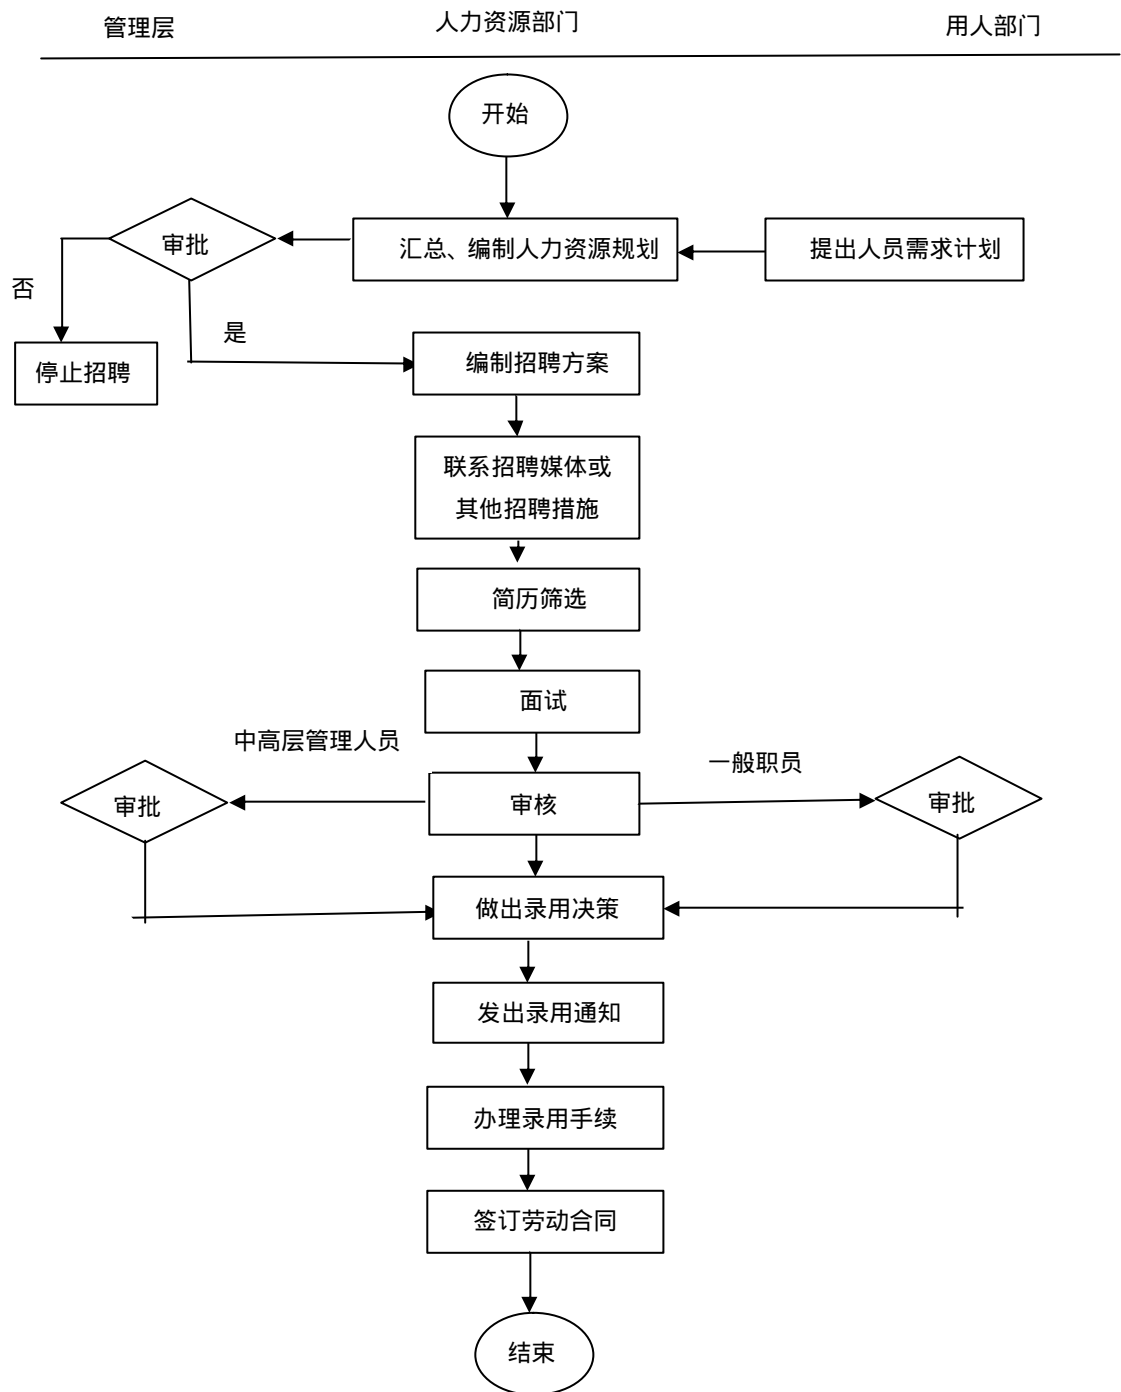 管理层
人力资源部门
用人部门
开始
审批
汇总、编制人力资源规划
提出人员需求计划
否
是
停止招聘
编制招聘方案
联系招聘媒体或
其他招聘措施
简历筛选
面试
中高层管理人员
一般职员
审批
审核
审批
做出录用决策
发出录用通知
办理录用手续
签订劳动合同
结束